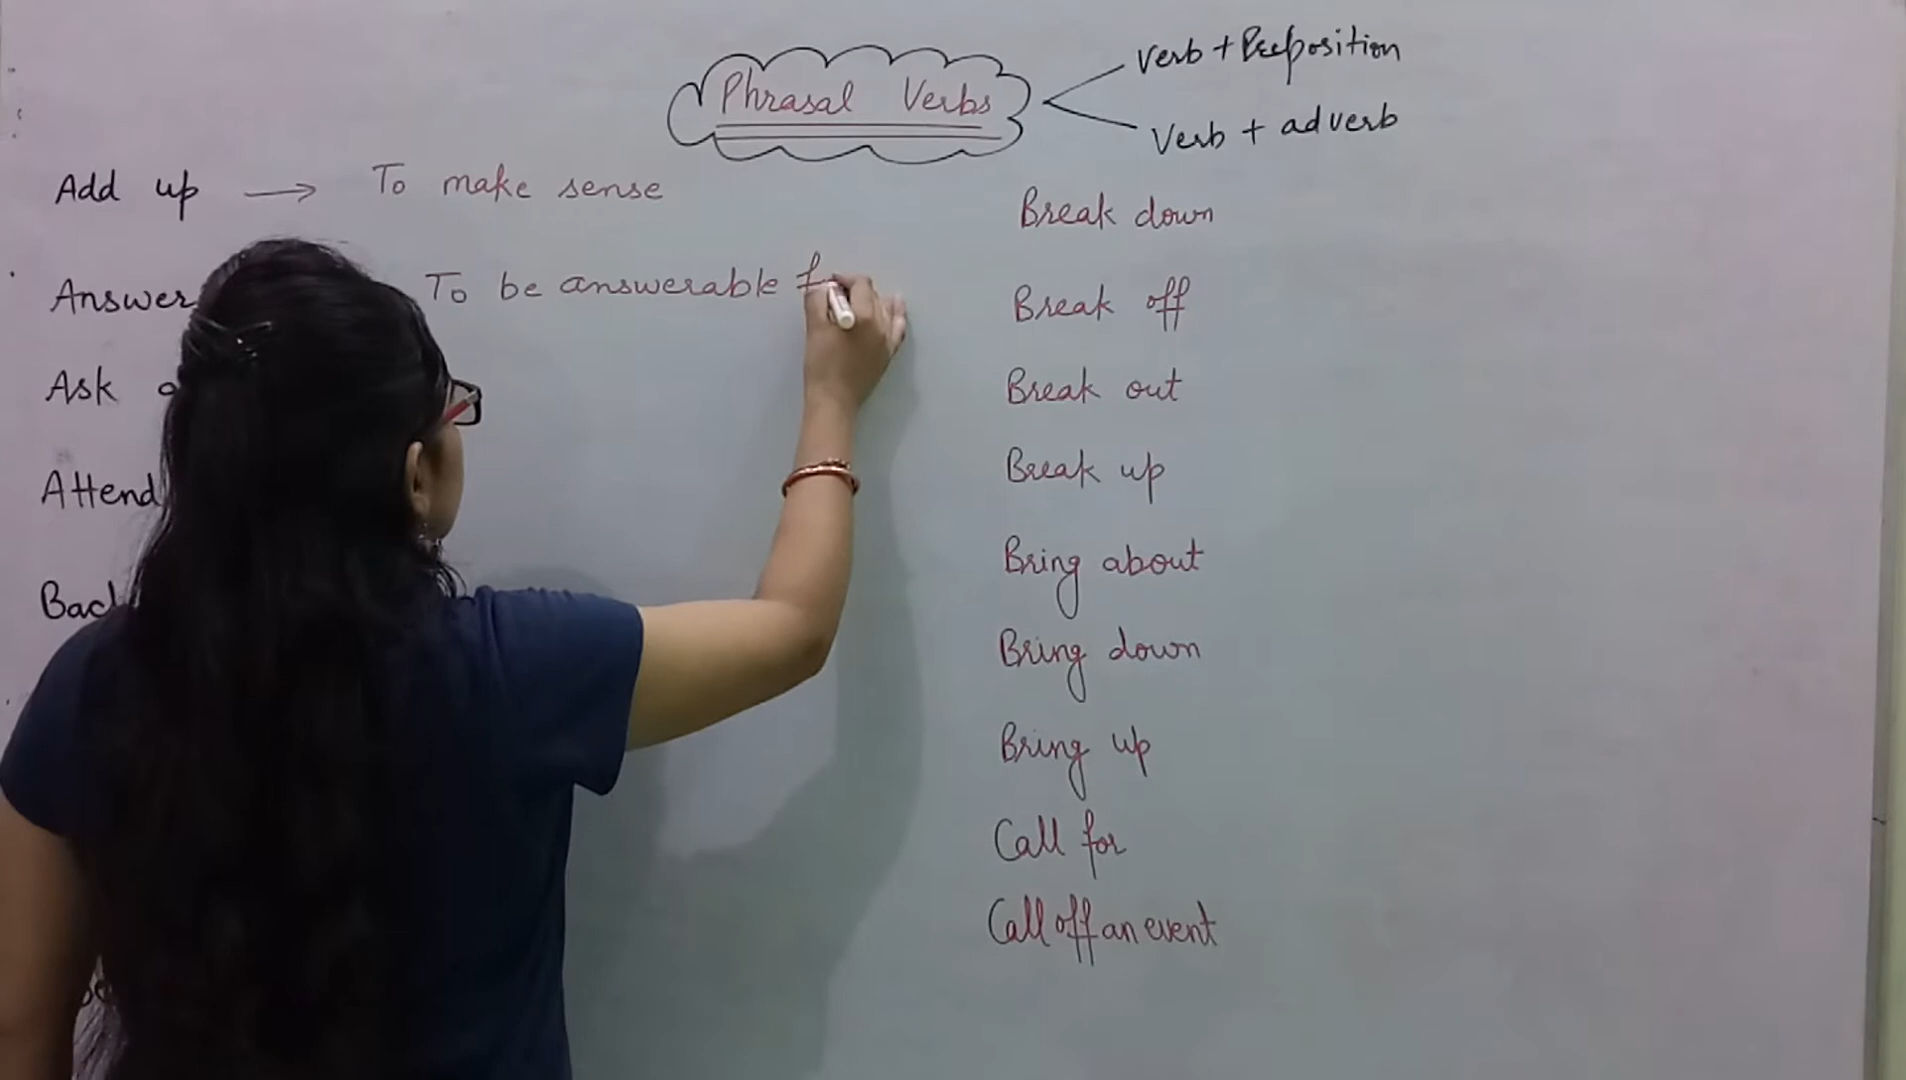 Phrasal Verbs
Verb + Preposition
Verb + adverb
Add up → To make sense
Answer To be answerable
Ask
Attend
Break down
Break off
Break out
Break up
Bring about
Bring down
Bring up
Call for
Call off an event